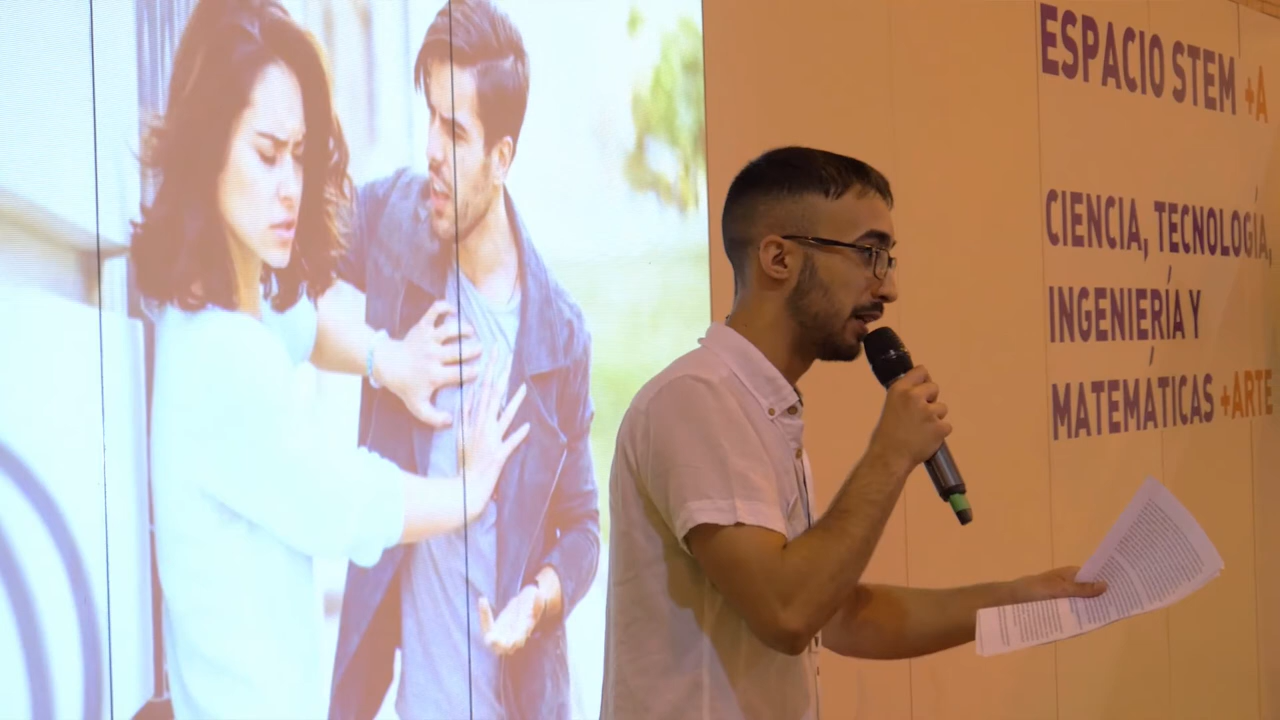 ESPACIO STEM +A
CIENCIA, TECNOLOGÍA,
INGENIERÍA Y
MATEMÁTICAS +ARTE